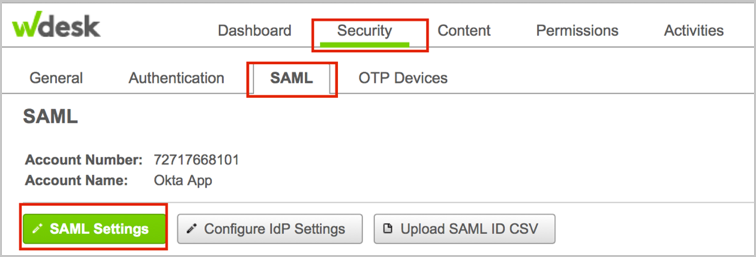 wdesk Dashboard Security Content Permissions Activities
General Authentication SAML OTP Devices
SAML
Account Number: 72717668101
Account Name: Okta App
SAML Settings Configure IdP Settings Upload SAML ID CSV